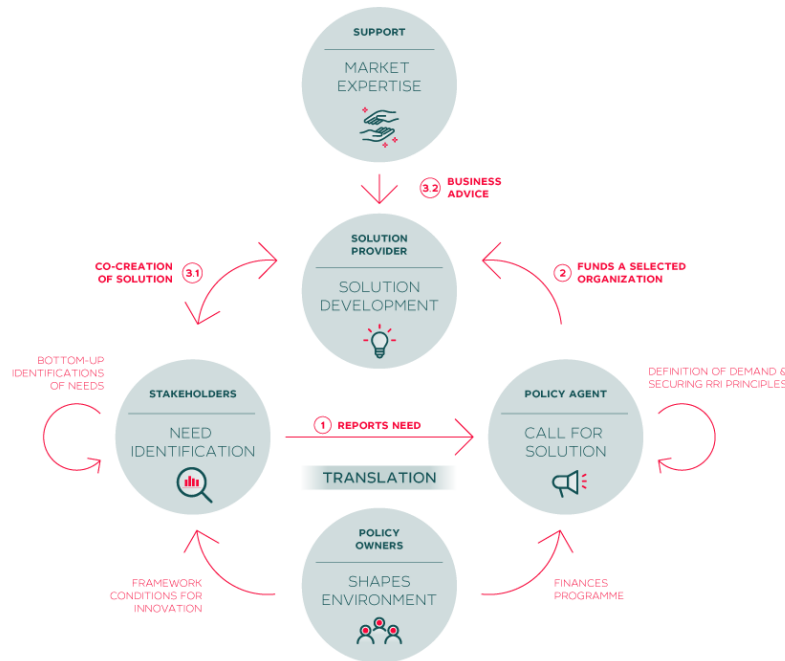 SUPPORT
MARKET
EXPERTISE
3.2 BUSINESS
ADVICE
SOLUTION
PROVIDER
SOLUTION
DEVELOPMENT
CO-CREATION
OF SOLUTION 3.1
2 FUNDS A SELECTED
ORGANIZATION
BOTTOM-UP
IDENTIFICATIONS
OF NEEDS
STAKEHOLDERS
NEED
IDENTIFICATION
1 REPORTS NEED
TRANSLATION
POLICY AGENT
CALL FOR
SOLUTION
DEFINITION OF DEMAND &
SECURING RRI PRINCIPLES
POLICY
OWNERS
SHAPES
ENVIRONMENT
FRAMEWORK
CONDITIONS FOR
INNOVATION
FINANCES
PROGRAMME